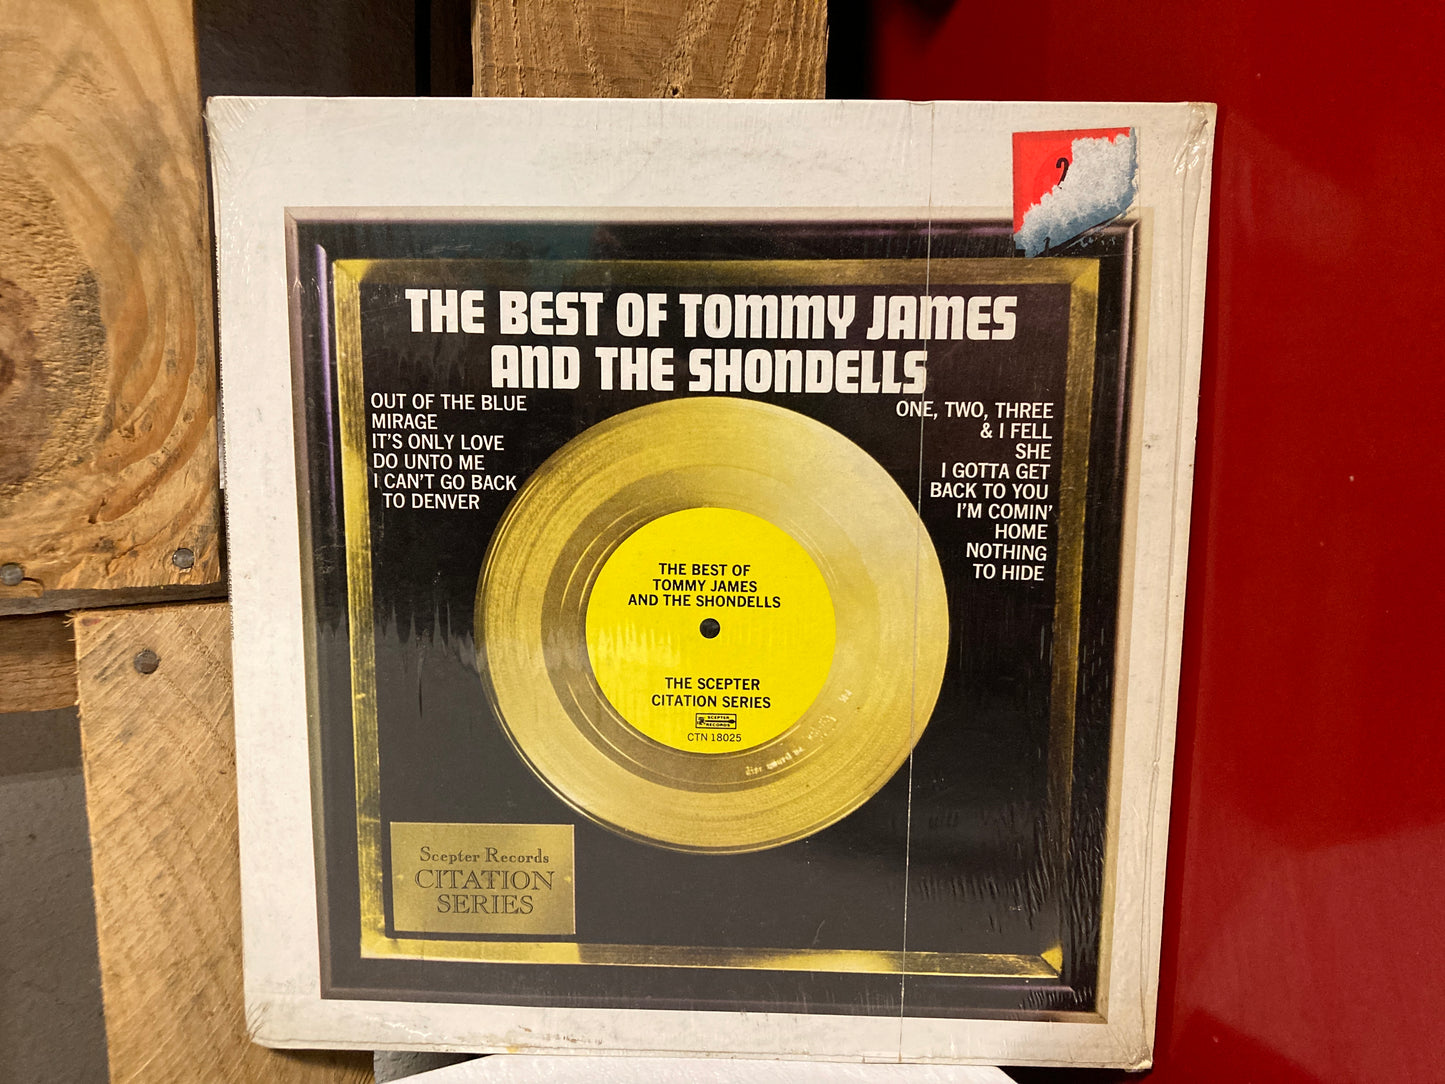 2
THE BEST OF TOMMY JAMES
AND THE SHONDELLS
OUT OF THE BLUE
MIRAGE
IT'S ONLY LOVE
DO UNTO ME
I CAN'T GO BACK
TO DENVER
ONE, TWO, THREE
& I FELL
SHE
I GOTTA GET
BACK TO YOU
I'M COMIN'
HOME
NOTHING
TO HIDE
THE BEST OF
TOMMY JAMES
AND THE SHONDELLS
THE SCEPTER
CITATION SERIES
SCEPTER
RECORDS
CTN 18025
Scepter Records
CITATION
SERIES